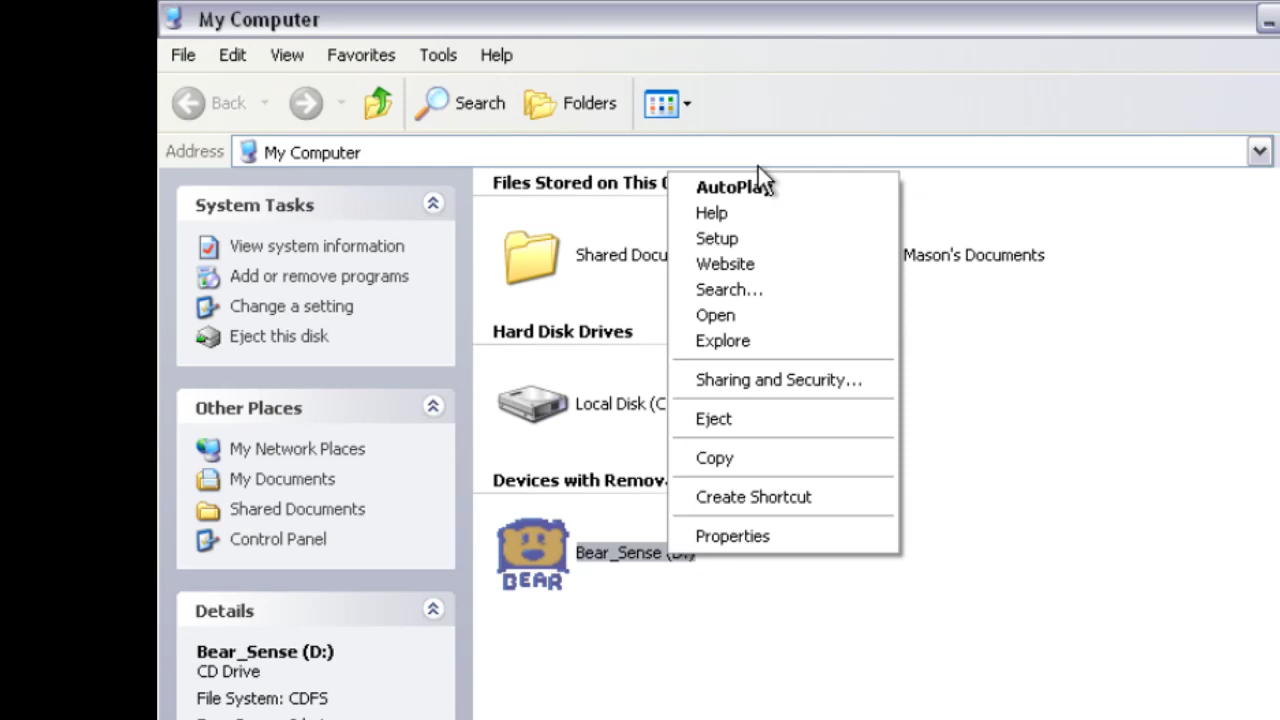 My Computer
File Edit View Favorites Tools Help
Back Search Folders
Address My Computer
System Tasks
View system information
Add or remove programs
Change a setting
Eject this disk
Other Places
My Network Places
My Documents
Shared Documents
Control Panel
Details
Bear_Sense (D:)
CD Drive
File System: CDFS
Files Stored on This
Shared Docu
Mason's Documents
Hard Disk Drives
Local Disk (C
Devices with Remov
BEAR
Bear_Sense (D:)
AutoPlay
Help
Setup
Website
Search...
Open
Explore
Sharing and Security...
Eject
Copy
Create Shortcut
Properties